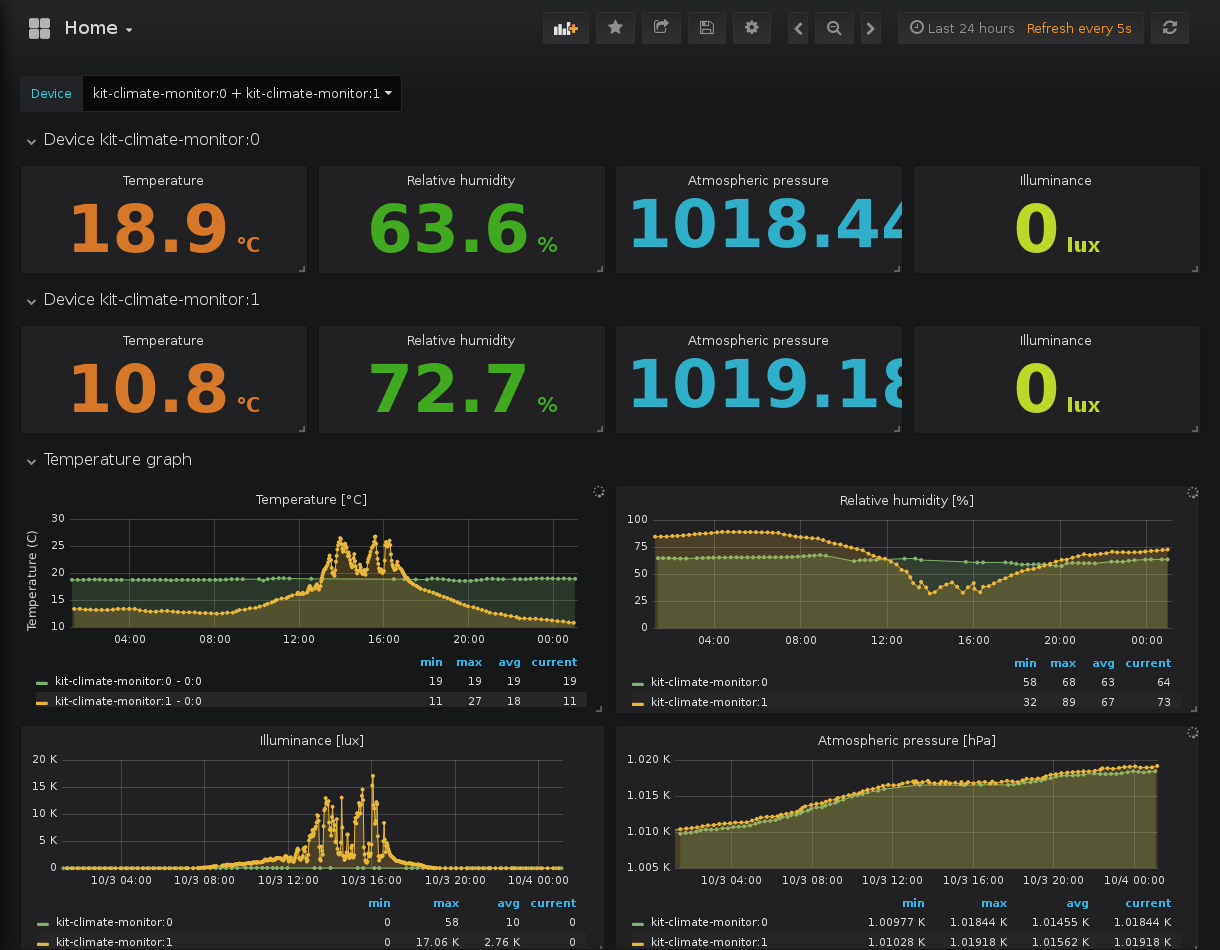 Home
Last 24 hours Refresh every 5s
Device kit-climate-monitor:0 + kit-climate-monitor:1
Device kit-climate-monitor:0
Temperature Relative humidity Atmospheric pressure Illuminance
18.9 °C 63.6 % 1018.44 0 lux
Device kit-climate-monitor:1
Temperature Relative humidity Atmospheric pressure Illuminance
10.8 °C 72.7 % 1019.18 0 lux
Temperature graph
Temperature [°C]
Temperature (C)
30
25
20
15
10
04:00 08:00 12:00 16:00 20:00 00:00
min max avg current
kit-climate-monitor:0 - 0:0 19 19 19 19
kit-climate-monitor:1 - 0:0 11 27 18 11
Relative humidity [%]
100
75
50
25
0
04:00 08:00 12:00 16:00 20:00 00:00
min max avg current
kit-climate-monitor:0 58 68 63 64
kit-climate-monitor:1 32 89 67 73
Illuminance [lux]
20 K
15 K
10 K
5 K
0
10/3 04:00 10/3 08:00 10/3 12:00 10/3 16:00 10/3 20:00 10/4 00:00
min max avg current
kit-climate-monitor:0 0 58 10 0
kit-climate-monitor:1 0 17.06 K 2.76 K 0
Atmospheric pressure [hPa]
1.020 K
1.015 K
1.010 K
1.005 K
10/3 04:00 10/3 08:00 10/3 12:00 10/3 16:00 10/3 20:00 10/4 00:00
min max avg current
kit-climate-monitor:0 1.00977 K 1.01844 K 1.01455 K 1.01844 K
kit-climate-monitor:1 1.01028 K 1.01918 K 1.01562 K 1.01918 K